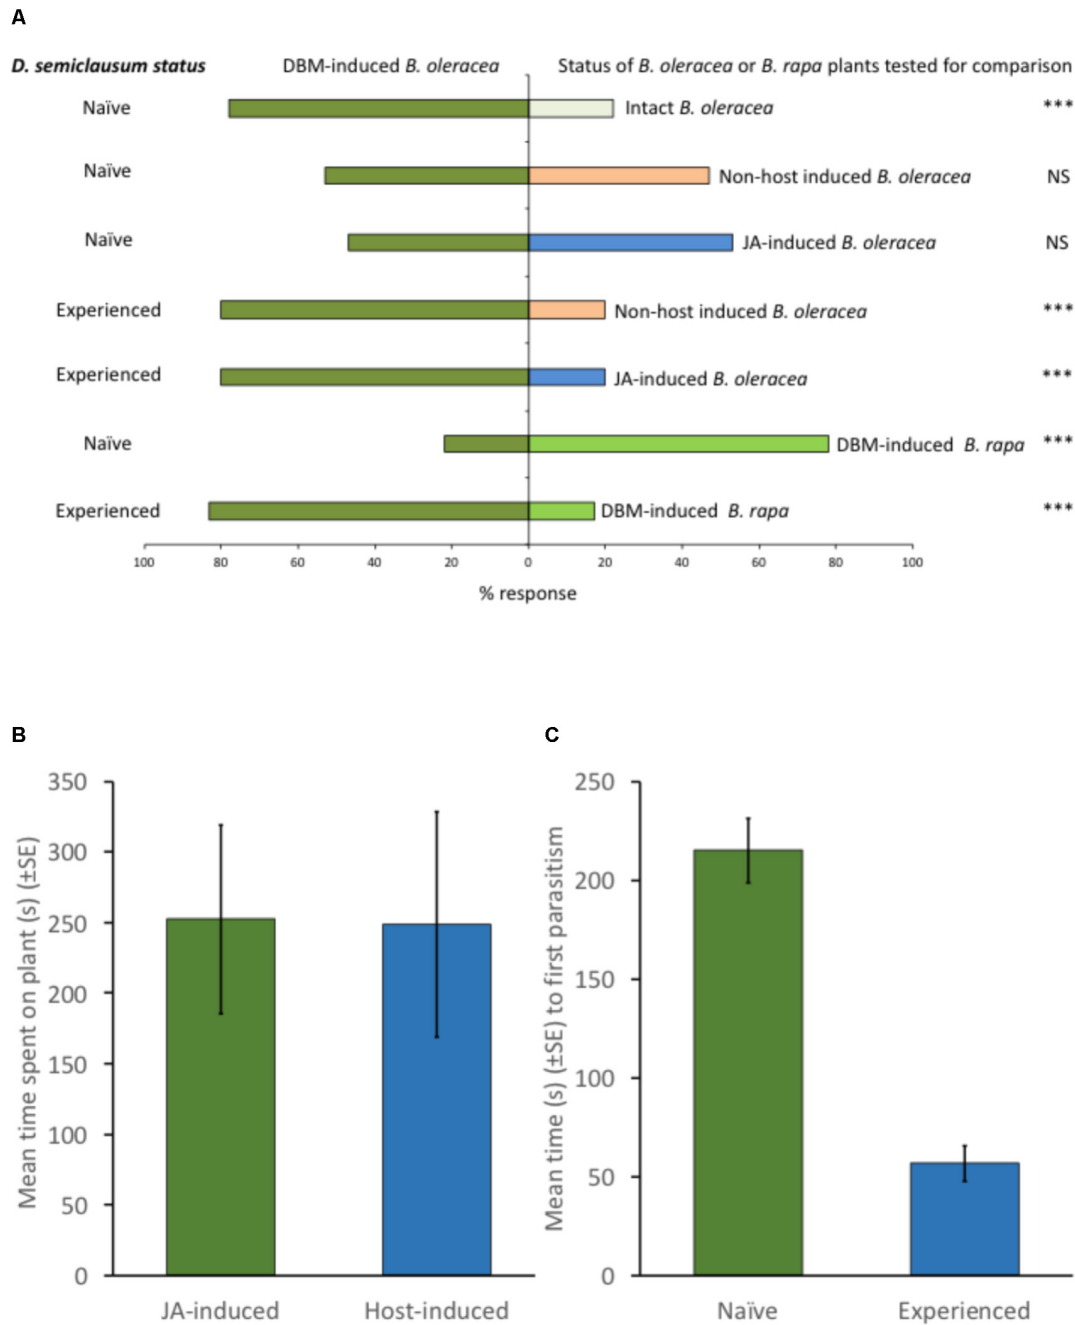 A
D. semiclausum status DBM-induced B. oleracea Status of B. oleracea or B. rapa plants tested for comparison
Naïve Intact B. oleracea ***
Naïve Non-host induced B. oleracea NS
Naïve JA-induced B. oleracea NS
Experienced Non-host induced B. oleracea ***
Experienced JA-induced B. oleracea ***
Naïve DBM-induced B. rapa ***
Experienced DBM-induced B. rapa ***
100 80 60 40 20 0 20 40 60 80 100
% response
B
Mean time spent on plant (s) (±SE)
350
300
250
200
150
100
50
0
JA-induced Host-induced
C
Mean time (s) (±SE) to first parasitism
250
200
150
100
50
0
Naïve Experienced